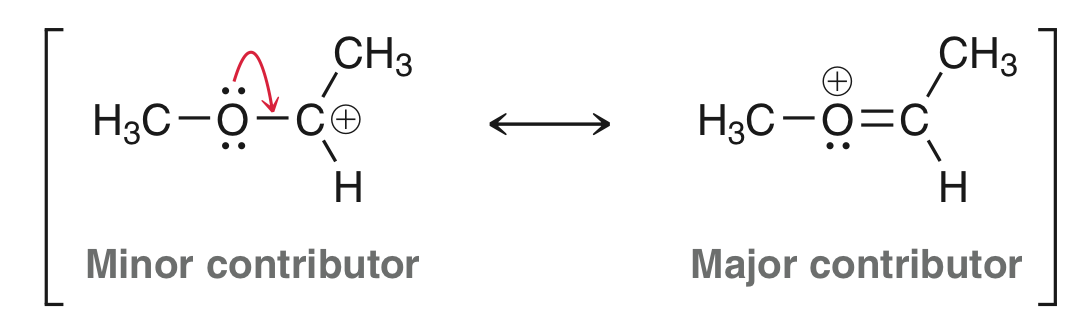 CH₃ ⊕ CH₃
H₃C–O–C⊕ ⟷ H₃C–O=C
H H
Minor contributor Major contributor